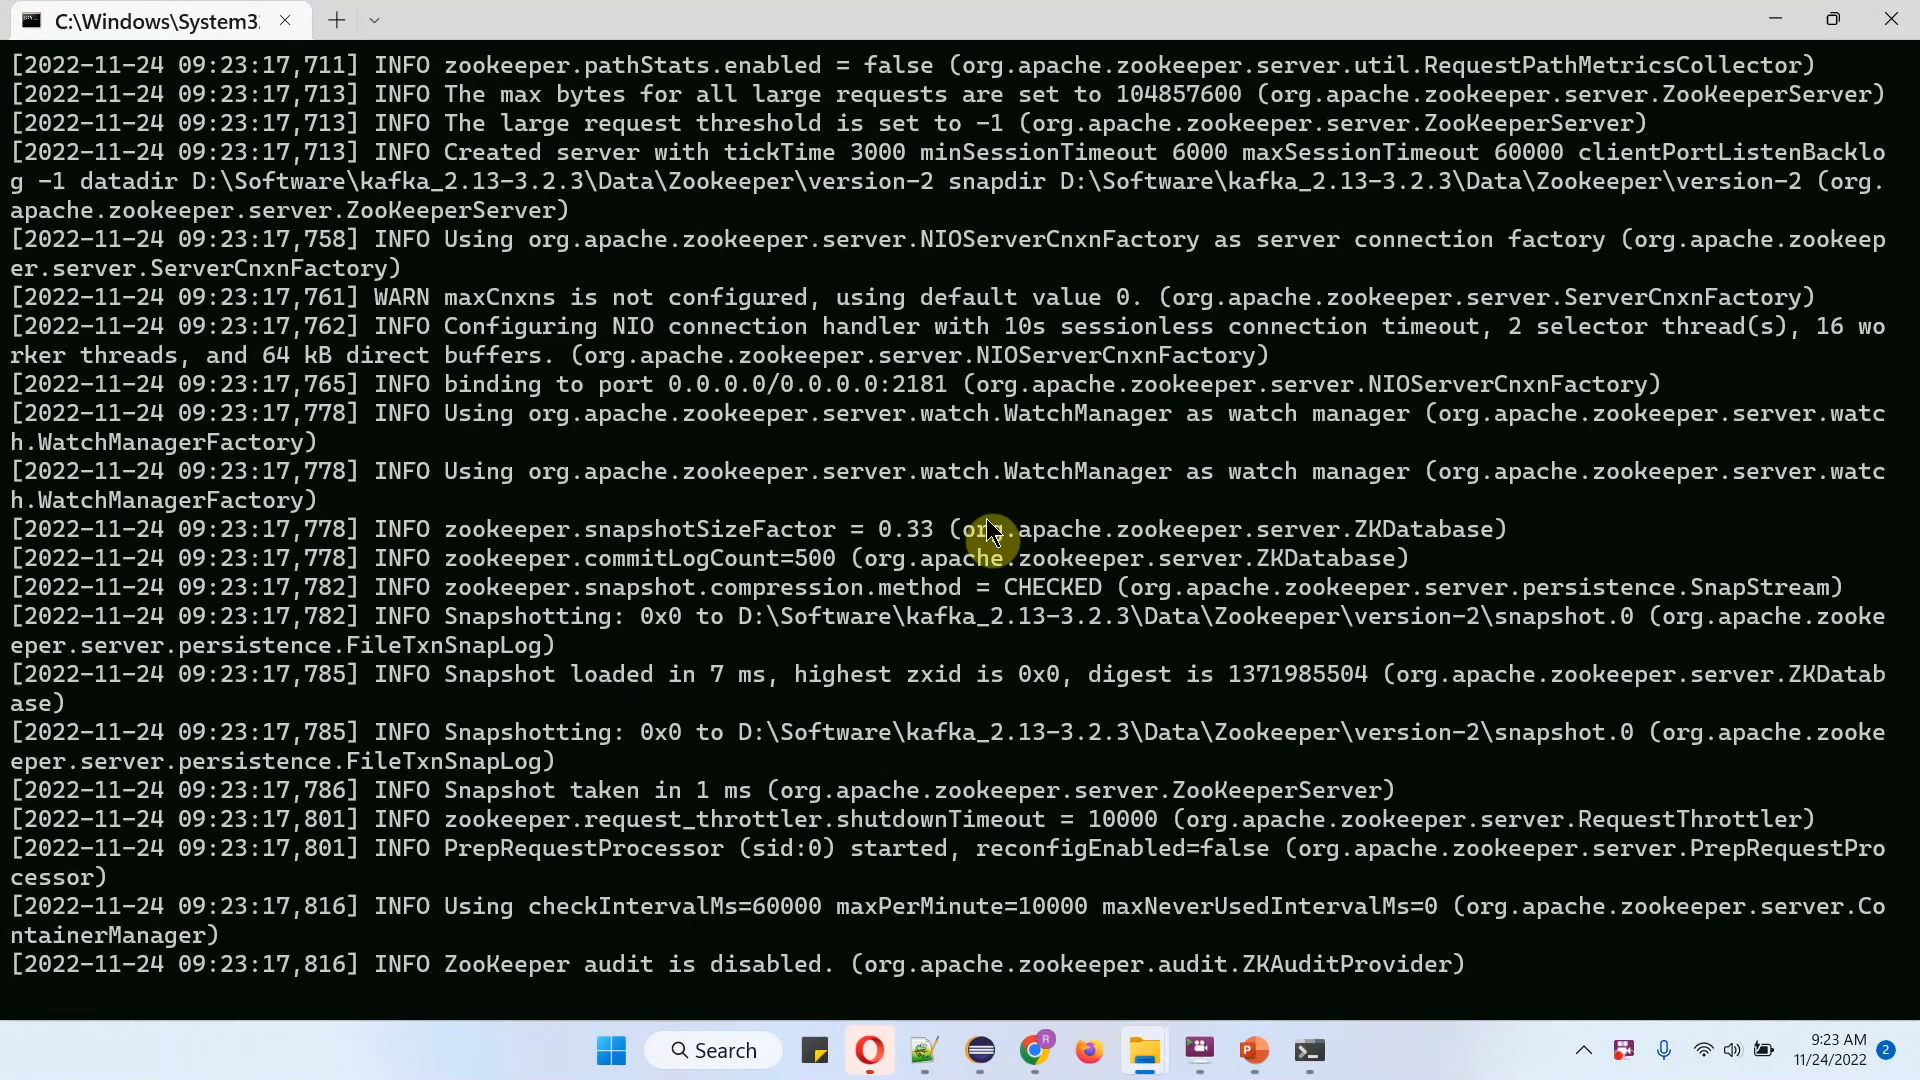 C:\Windows\System32
[2022-11-24 09:23:17,711] INFO zookeeper.pathStats.enabled = false (org.apache.zookeeper.server.util.RequestPathMetricsCollector)
[2022-11-24 09:23:17,713] INFO The max bytes for all large requests are set to 104857600 (org.apache.zookeeper.server.ZooKeeperServer)
[2022-11-24 09:23:17,713] INFO The large request threshold is set to -1 (org.apache.zookeeper.server.ZooKeeperServer)
[2022-11-24 09:23:17,713] INFO Created server with tickTime 3000 minSessionTimeout 6000 maxSessionTimeout 60000 clientPortListenBacklo
g -1 datadir D:\Software\kafka_2.13-3.2.3\Data\Zookeeper\version-2 snapdir D:\Software\kafka_2.13-3.2.3\Data\Zookeeper\version-2 (org.
apache.zookeeper.server.ZooKeeperServer)
[2022-11-24 09:23:17,758] INFO Using org.apache.zookeeper.server.NIOServerCnxnFactory as server connection factory (org.apache.zookeep
er.server.ServerCnxnFactory)
[2022-11-24 09:23:17,761] WARN maxCnxns is not configured, using default value 0. (org.apache.zookeeper.server.ServerCnxnFactory)
[2022-11-24 09:23:17,762] INFO Configuring NIO connection handler with 10s sessionless connection timeout, 2 selector thread(s), 16 wo
rker threads, and 64 kB direct buffers. (org.apache.zookeeper.server.NIOServerCnxnFactory)
[2022-11-24 09:23:17,765] INFO binding to port 0.0.0.0/0.0.0.0:2181 (org.apache.zookeeper.server.NIOServerCnxnFactory)
[2022-11-24 09:23:17,778] INFO Using org.apache.zookeeper.server.watch.WatchManager as watch manager (org.apache.zookeeper.server.watc
h.WatchManagerFactory)
[2022-11-24 09:23:17,778] INFO Using org.apache.zookeeper.server.watch.WatchManager as watch manager (org.apache.zookeeper.server.watc
h.WatchManagerFactory)
[2022-11-24 09:23:17,778] INFO zookeeper.snapshotSizeFactor = 0.33 (org.apache.zookeeper.server.ZKDatabase)
[2022-11-24 09:23:17,778] INFO zookeeper.commitLogCount=500 (org.apache.zookeeper.server.ZKDatabase)
[2022-11-24 09:23:17,782] INFO zookeeper.snapshot.compression.method = CHECKED (org.apache.zookeeper.server.persistence.SnapStream)
[2022-11-24 09:23:17,782] INFO Snapshotting: 0x0 to D:\Software\kafka_2.13-3.2.3\Data\Zookeeper\version-2\snapshot.0 (org.apache.zooke
eper.server.persistence.FileTxnSnapLog)
[2022-11-24 09:23:17,785] INFO Snapshot loaded in 7 ms, highest zxid is 0x0, digest is 1371985504 (org.apache.zookeeper.server.ZKDatab
ase)
[2022-11-24 09:23:17,785] INFO Snapshotting: 0x0 to D:\Software\kafka_2.13-3.2.3\Data\Zookeeper\version-2\snapshot.0 (org.apache.zooke
eper.server.persistence.FileTxnSnapLog)
[2022-11-24 09:23:17,786] INFO Snapshot taken in 1 ms (org.apache.zookeeper.server.ZooKeeperServer)
[2022-11-24 09:23:17,801] INFO zookeeper.request_throttler.shutdownTimeout = 10000 (org.apache.zookeeper.server.RequestThrottler)
[2022-11-24 09:23:17,801] INFO PrepRequestProcessor (sid:0) started, reconfigEnabled=false (org.apache.zookeeper.server.PrepRequestPro
cessor)
[2022-11-24 09:23:17,816] INFO Using checkIntervalMs=60000 maxPerMinute=10000 maxNeverUsedIntervalMs=0 (org.apache.zookeeper.server.Co
ntainerManager)
[2022-11-24 09:23:17,816] INFO ZooKeeper audit is disabled. (org.apache.zookeeper.audit.ZKAuditProvider)
Search
R
9:23 AM
11/24/2022
2